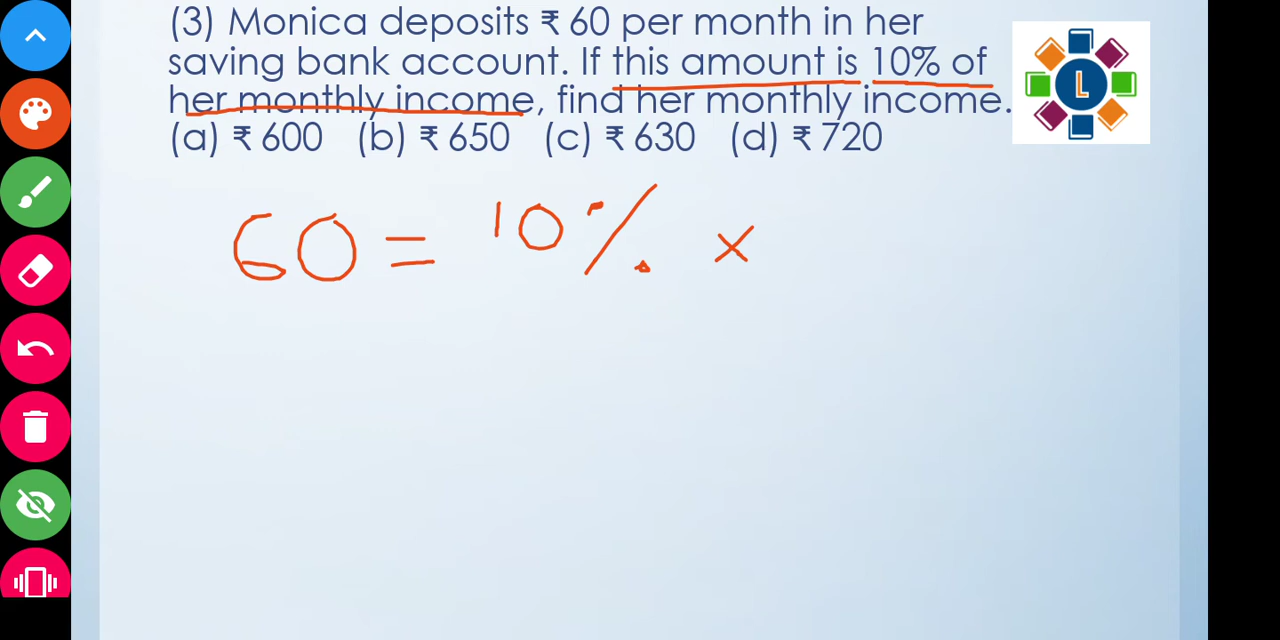 (3) Monica deposits ₹ 60 per month in her
saving bank account. If this amount is 10% of
her monthly income, find her monthly income.
(a) ₹ 600 (b) ₹ 650 (c) ₹ 630 (d) ₹ 720
L
60 = 10% ×